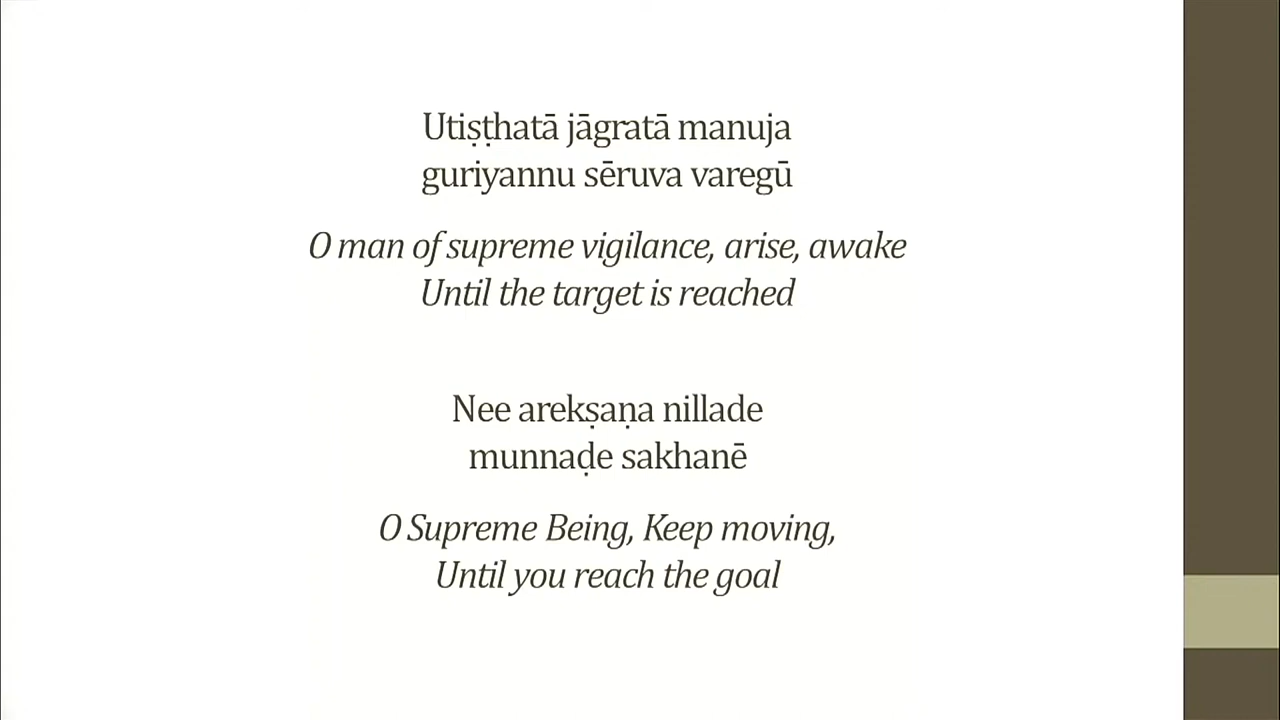 Utiṣṭhatā jāgratā manuja
guriyannu sēruva varegū
O man of supreme vigilance, arise, awake
Until the target is reached
Nee arekṣaṇa nillade
munnaḍe sakhanē
O Supreme Being, Keep moving,
Until you reach the goal